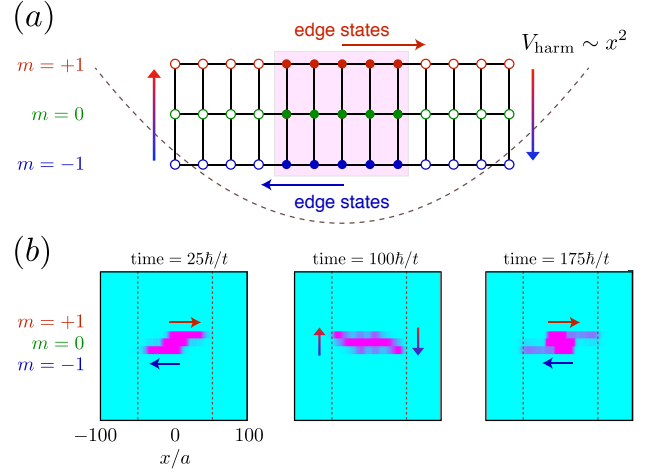 (a)
edge states
V_harm ∼ x²
m = +1
m = 0
m = −1
edge states
(b)
time = 25ħ/t
time = 100ħ/t
time = 175ħ/t
m = +1
m = 0
m = −1
−100
0
100
x/a